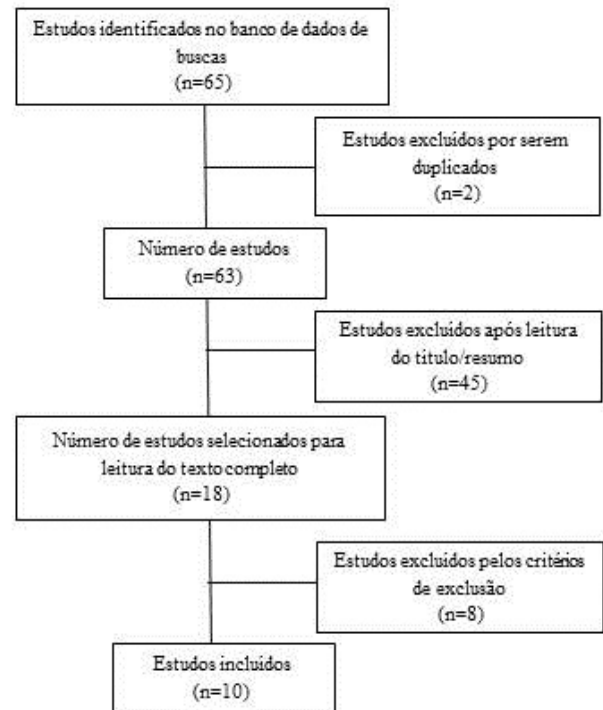 Estudos identificados no banco de dados de
buscas
(n=65)
Estudos excluídos por serem
duplicados
(n=2)
Número de estudos
(n=63)
Estudos excluídos após leitura
do titulo/resumo
(n=45)
Número de estudos selecionados para
leitura do texto completo
(n=18)
Estudos excluídos pelos critérios
de exclusão
(n=8)
Estudos incluídos
(n=10)